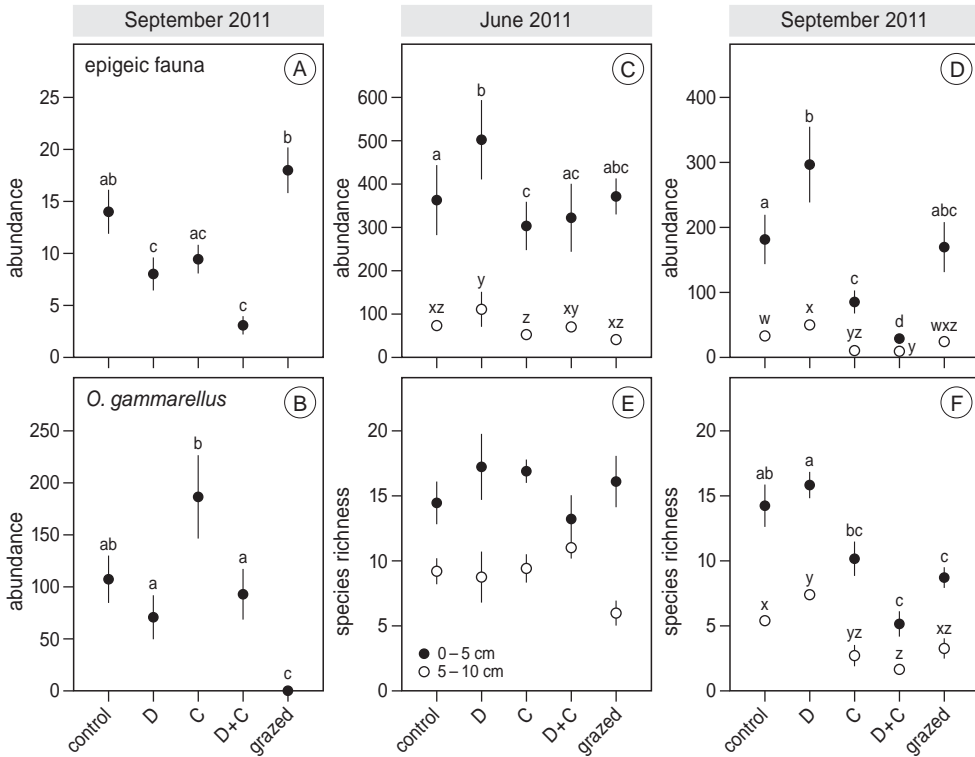 September 2011
June 2011
September 2011
epigeic fauna
A
abundance
25
20
15
10
5
0
ab
c
ac
c
b
C
abundance
600
500
400
300
200
100
0
a
b
c
ac
abc
xz
y
z
xy
xz
D
abundance
400
300
200
100
0
a
b
c
d
abc
w
x
yz
y
wxz
O. gammarellus
B
abundance
250
200
150
100
50
0
ab
a
b
a
c
control
D
C
D+C
grazed
E
species richness
20
15
10
5
0
0–5 cm
5–10 cm
control
D
C
D+C
grazed
F
species richness
20
15
10
5
0
ab
a
bc
c
c
x
y
yz
z
xz
control
D
C
D+C
grazed